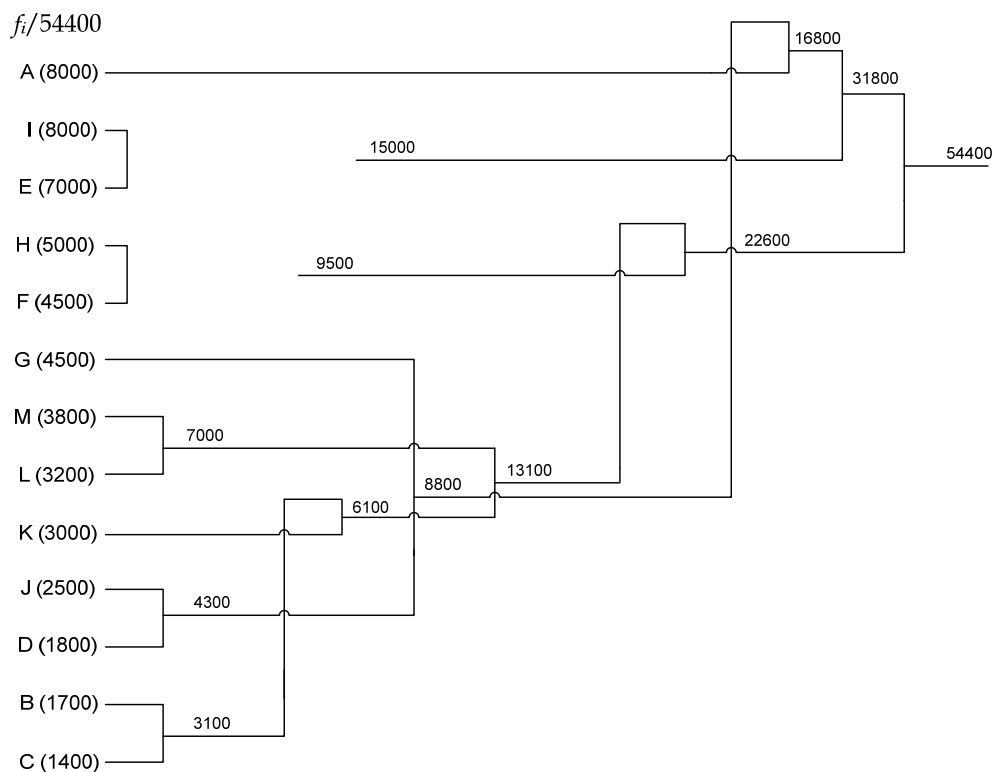 fᵢ/54400
16800
A (8000)
31800
I (8000)
15000
54400
E (7000)
H (5000)
22600
9500
F (4500)
G (4500)
M (3800)
7000
13100
L (3200)
8800
6100
K (3000)
J (2500)
4300
D (1800)
B (1700)
3100
C (1400)